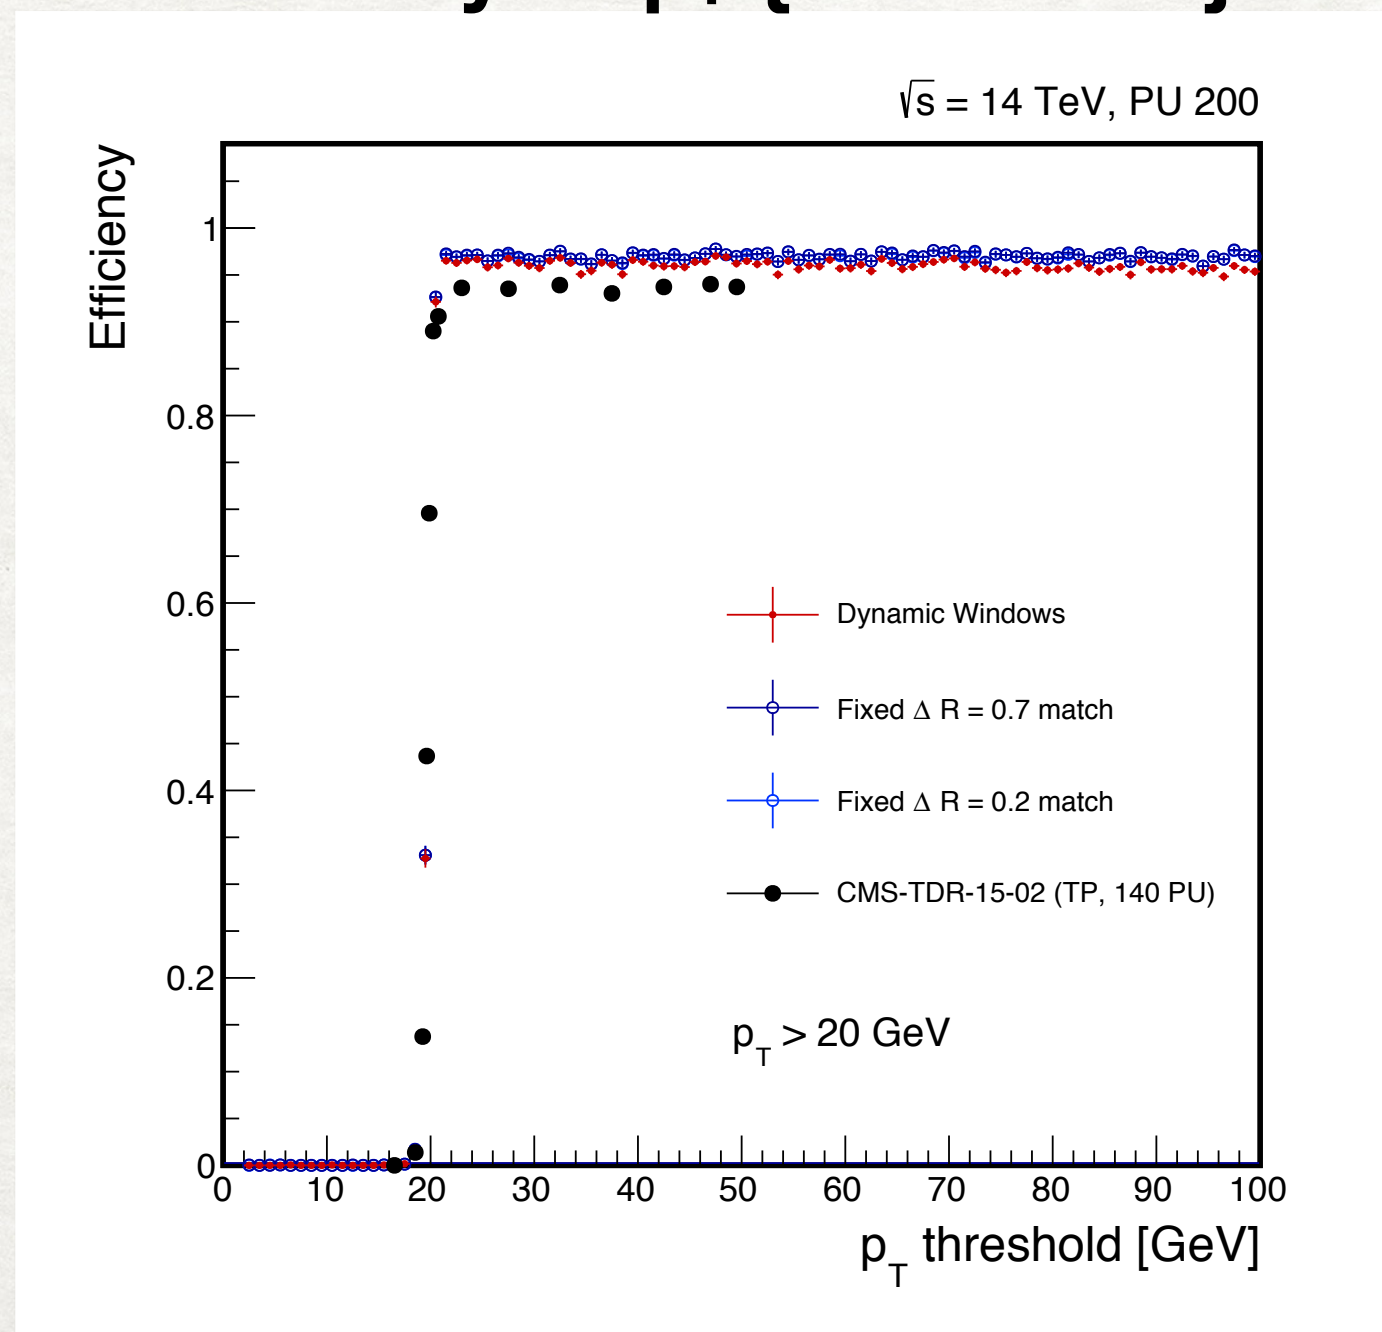 √s = 14 TeV, PU 200
Efficiency
1
0.8
0.6
0.4
0.2
0
Dynamic Windows
Fixed Δ R = 0.7 match
Fixed Δ R = 0.2 match
CMS-TDR-15-02 (TP, 140 PU)
p_T > 20 GeV
0 10 20 30 40 50 60 70 80 90 100
p_T threshold [GeV]